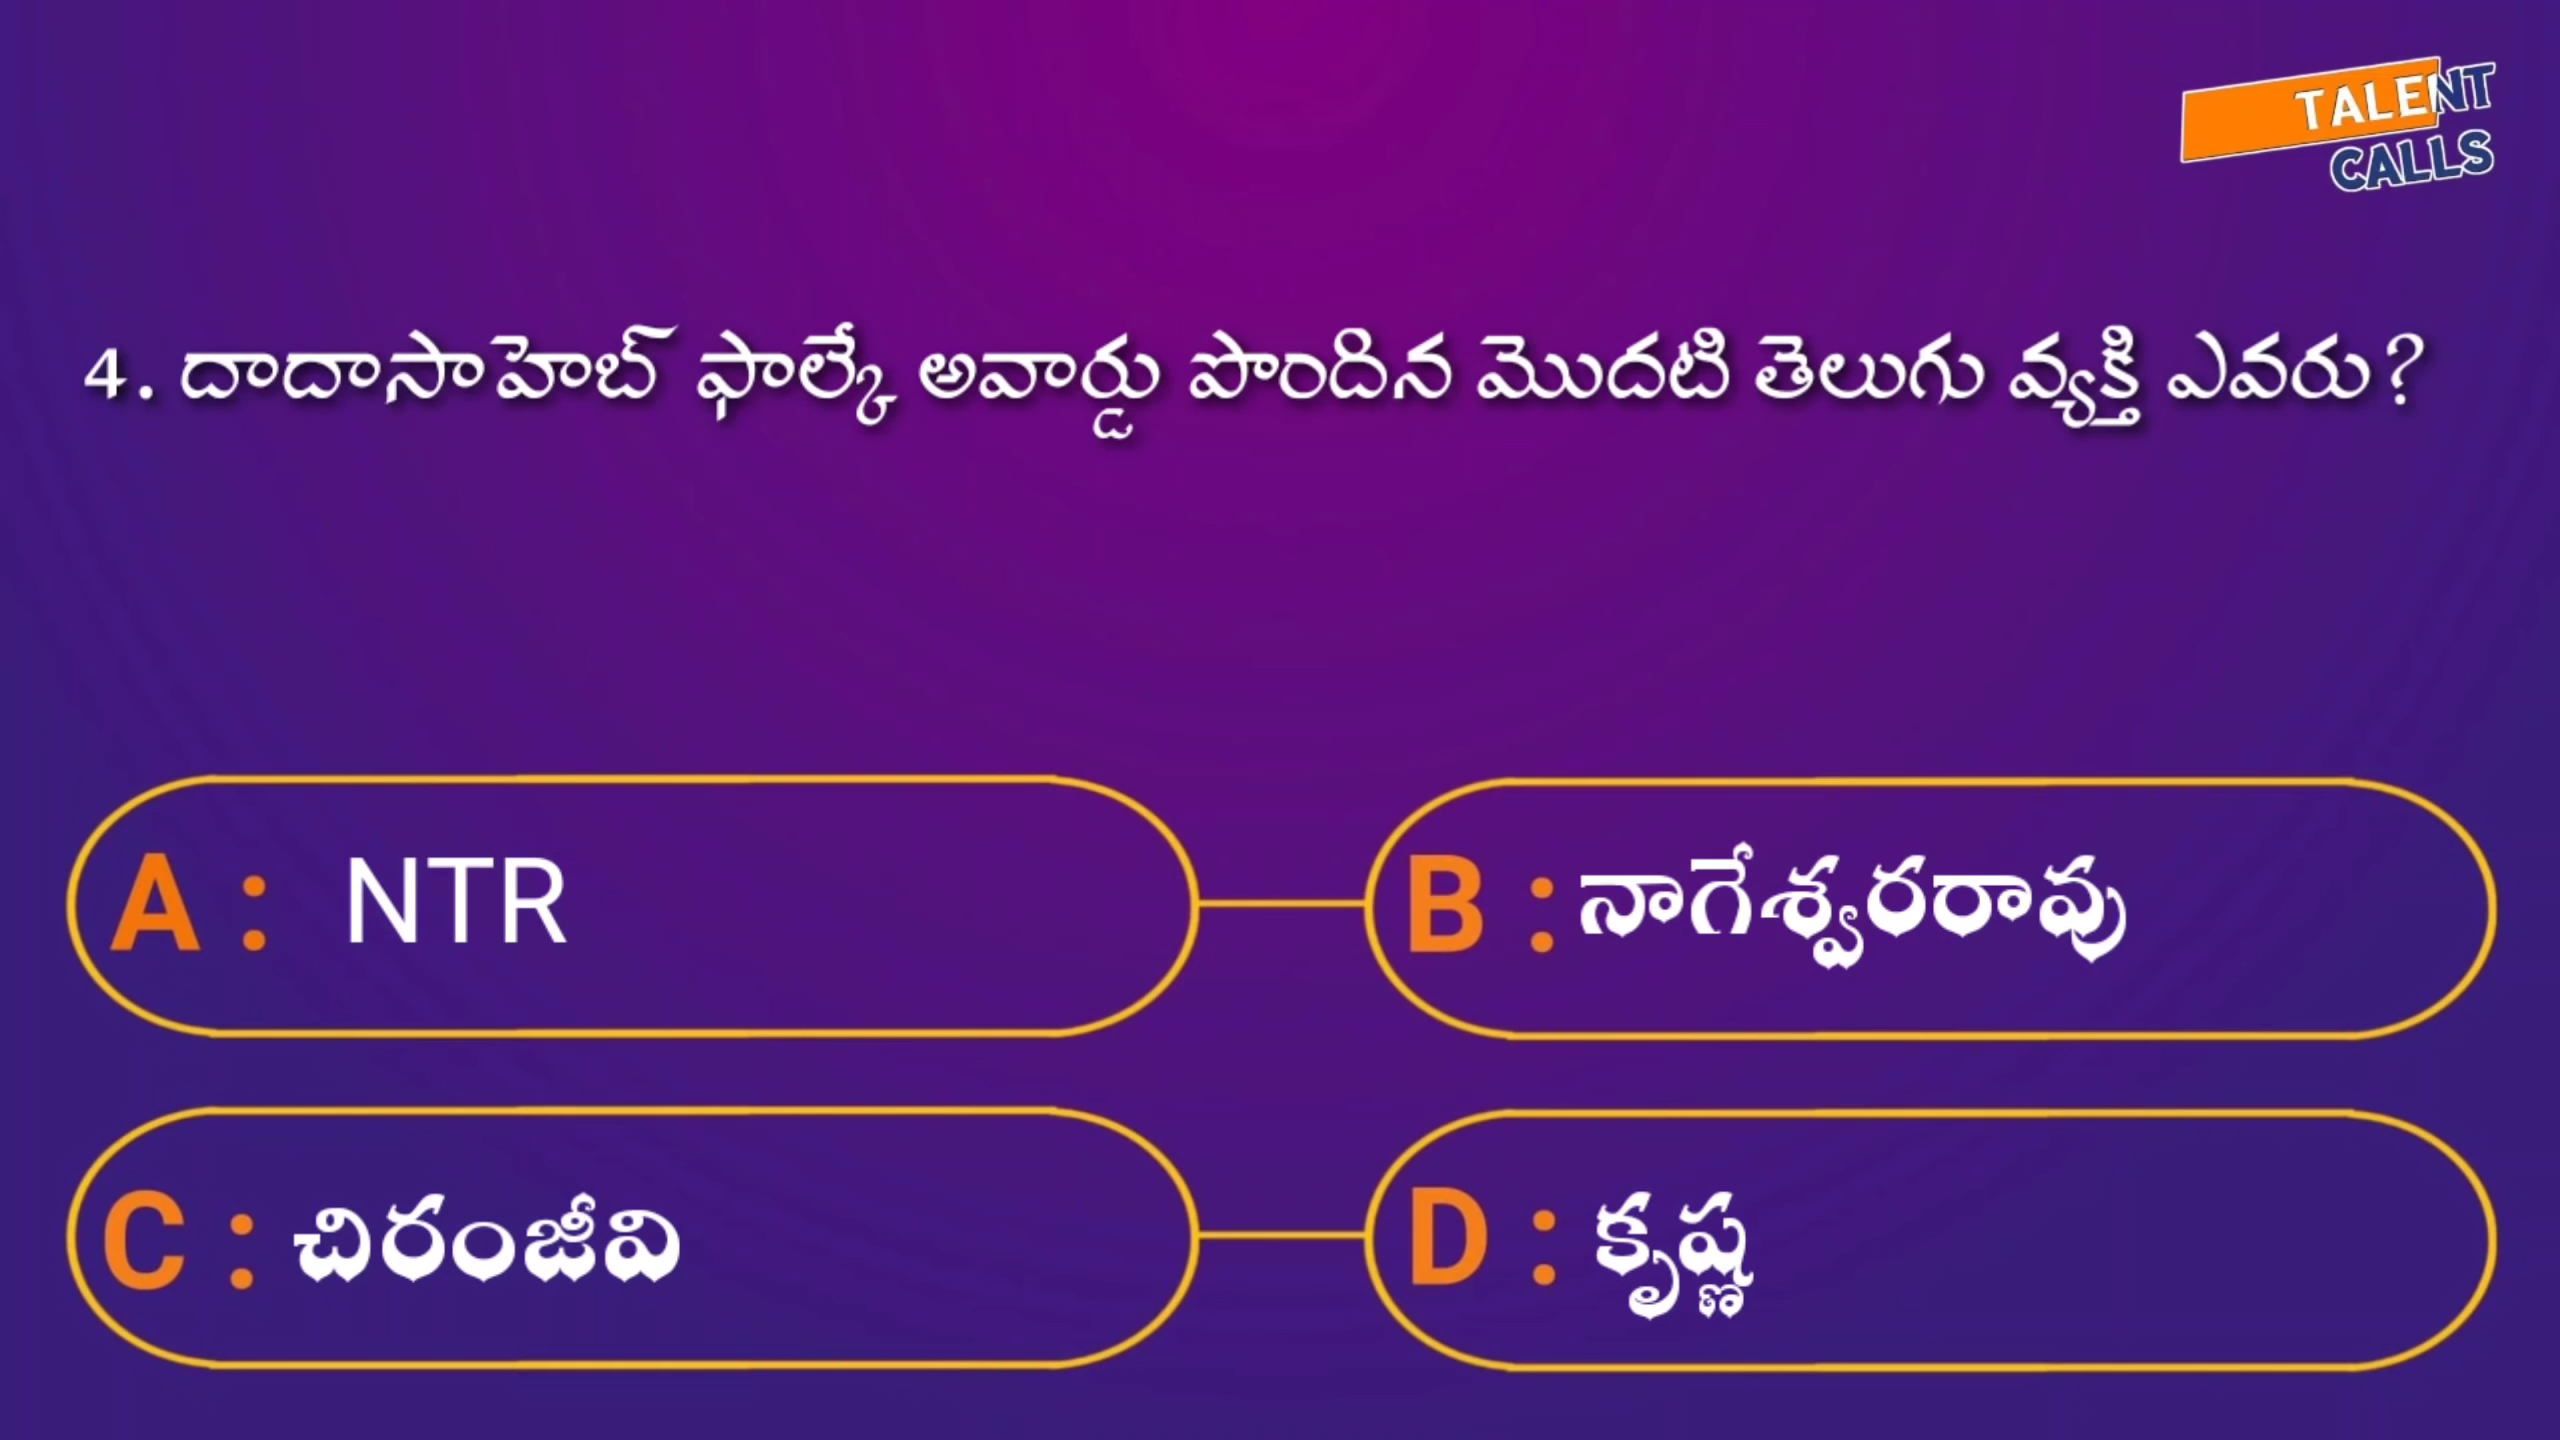 TALENT
CALLS
4. దాదాసాహెబ్ ఫాల్కే అవార్డు పొందిన మొదటి తెలుగు వ్యక్తి ఎవరు?
A : NTR
B : నాగేశ్వరరావు
C : చిరంజీవి
D : కృష్ణ